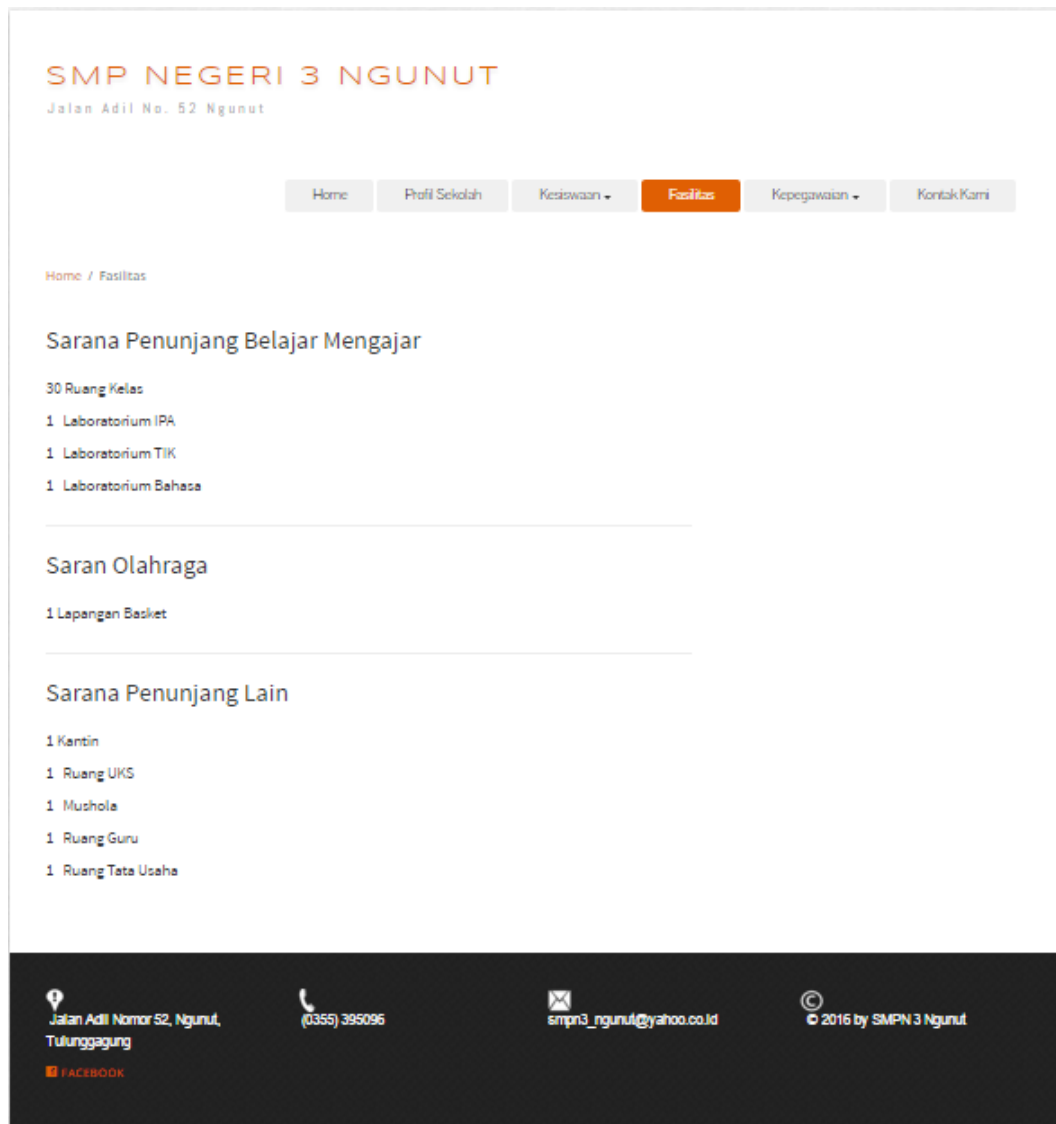 SMP NEGERI 3 NGUNUT
Jalan Adil No. 52 Ngunut
Home Profil Sekolah Kesiswaan Fasilitas Kepegawaian Kontak Kami
Home / Fasilitas
Sarana Penunjang Belajar Mengajar
30 Ruang Kelas
1 Laboratorium IPA
1 Laboratorium TIK
1 Laboratorium Bahasa
Saran Olahraga
1 Lapangan Basket
Sarana Penunjang Lain
1 Kantin
1 Ruang UKS
1 Mushola
1 Ruang Guru
1 Ruang Tata Usaha
Jalan Adil Nomor 52, Ngunut,
Tulunggagung
FACEBOOK
(0355) 395096
smpn3_ngunut@yahoo.co.id
© 2016 by SMPN 3 Ngunut